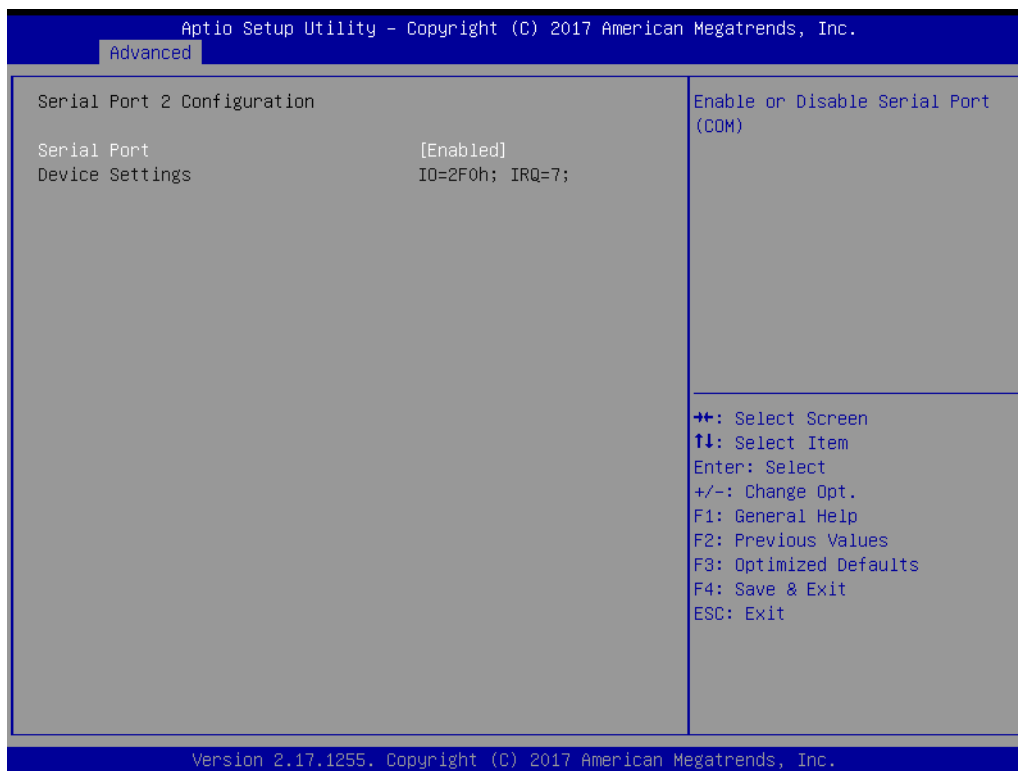 Aptio Setup Utility – Copyright (C) 2017 American Megatrends, Inc.
Advanced
Serial Port 2 Configuration
Serial Port [Enabled]
Device Settings IO=2F0h; IRQ=7;
Enable or Disable Serial Port
(COM)
→←: Select Screen
↑↓: Select Item
Enter: Select
+/-: Change Opt.
F1: General Help
F2: Previous Values
F3: Optimized Defaults
F4: Save & Exit
ESC: Exit
Version 2.17.1255. Copyright (C) 2017 American Megatrends, Inc.